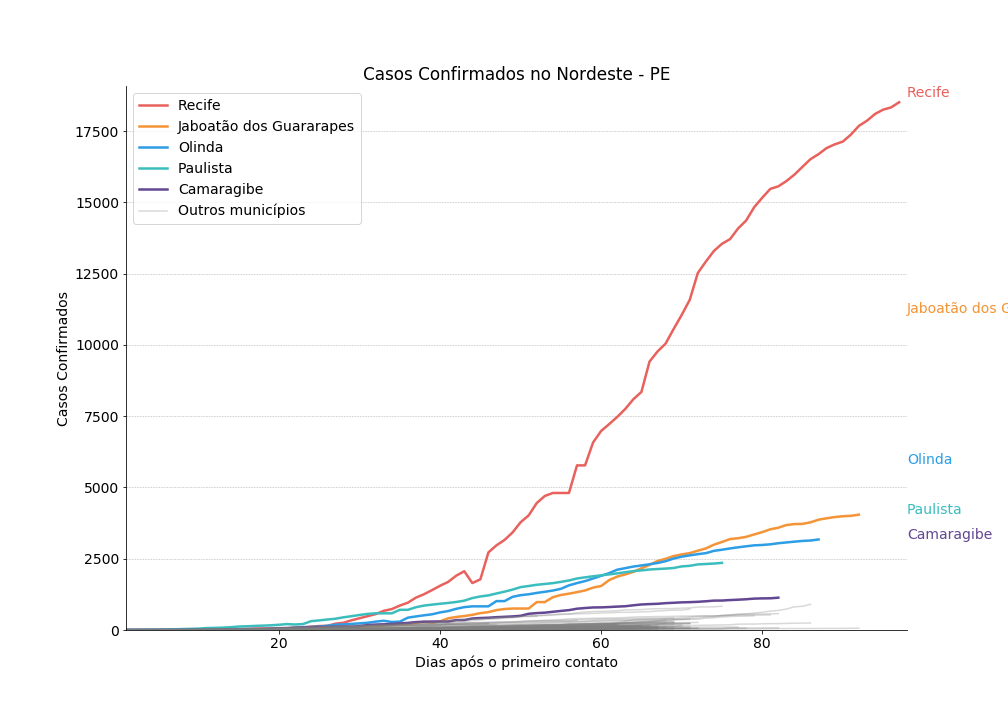 Casos Confirmados no Nordeste - PE
Recife
Jaboatão dos Guararapes
Olinda
Paulista
Camaragibe
Outros municípios
17500
15000
12500
10000
7500
5000
2500
0
Casos Confirmados
20
40
60
80
Dias após o primeiro contato
Recife
Jaboatão dos G
Olinda
Paulista
Camaragibe